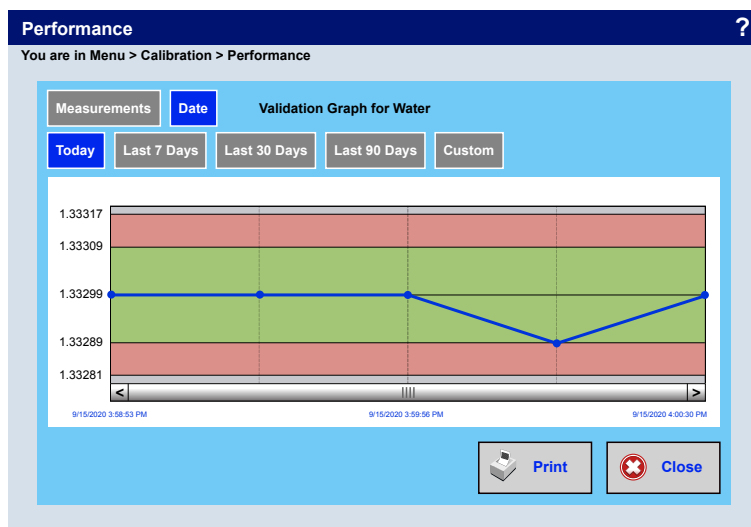 Performance ?
You are in Menu > Calibration > Performance
Measurements Date Validation Graph for Water
Today Last 7 Days Last 30 Days Last 90 Days Custom
1.33317
1.33309
1.33299
1.33289
1.33281
< >
9/15/2020 3:58:53 PM 9/15/2020 3:59:56 PM 9/15/2020 4:00:30 PM
Print Close